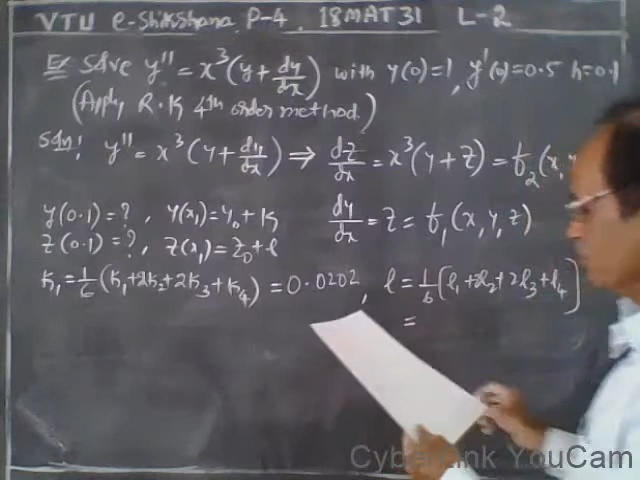 VTU e-Shikshana P-4. 18MAT31 L-2
Ex Solve y'' = x³(y + dy/dx) with y(0)=1, y'(0)=0.5 h=0.1
(Apply R.K 4th order method.)
Soln: y'' = x³(y + dy/dx) ⇒ dz/dx = x³(y+z) = f₂(x, y
y(0.1) = ?, y(x₁) = y₀ + k dy/dx = z = f₁(x, y, z)
z(0.1) = ?, z(x₁) = z₀ + l
k₁ = 1/6 (k₁+2k₂+2k₃+k₄) = 0.0202, l = 1/6 [l₁+2l₂+2l₃+l₄]
=
CyberLink YouCam